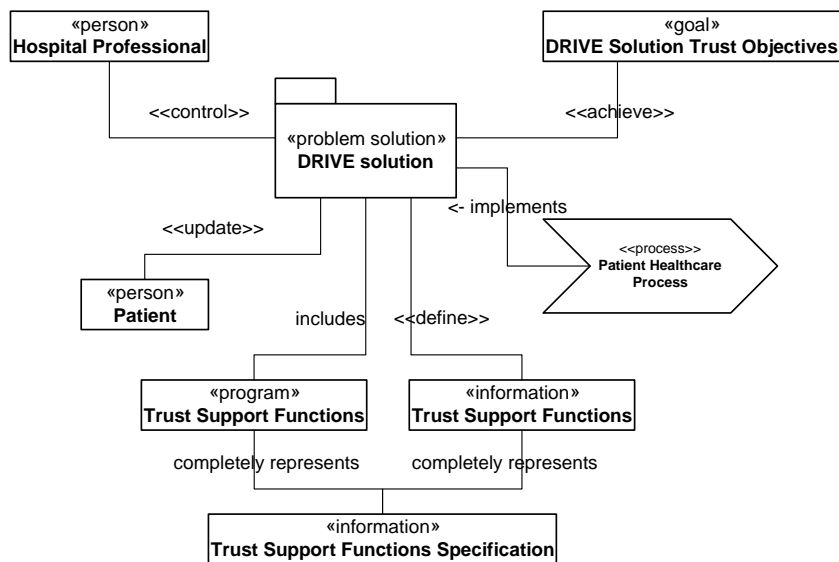 «person»
Hospital Professional
«goal»
DRIVE Solution Trust Objectives
<<control>>
<<achieve>>
«problem solution»
DRIVE solution
<- implements
<<update>>
<<process>>
Patient Healthcare
Process
«person»
Patient
includes
<<define>>
«program»
Trust Support Functions
«information»
Trust Support Functions
completely represents
completely represents
«information»
Trust Support Functions Specification